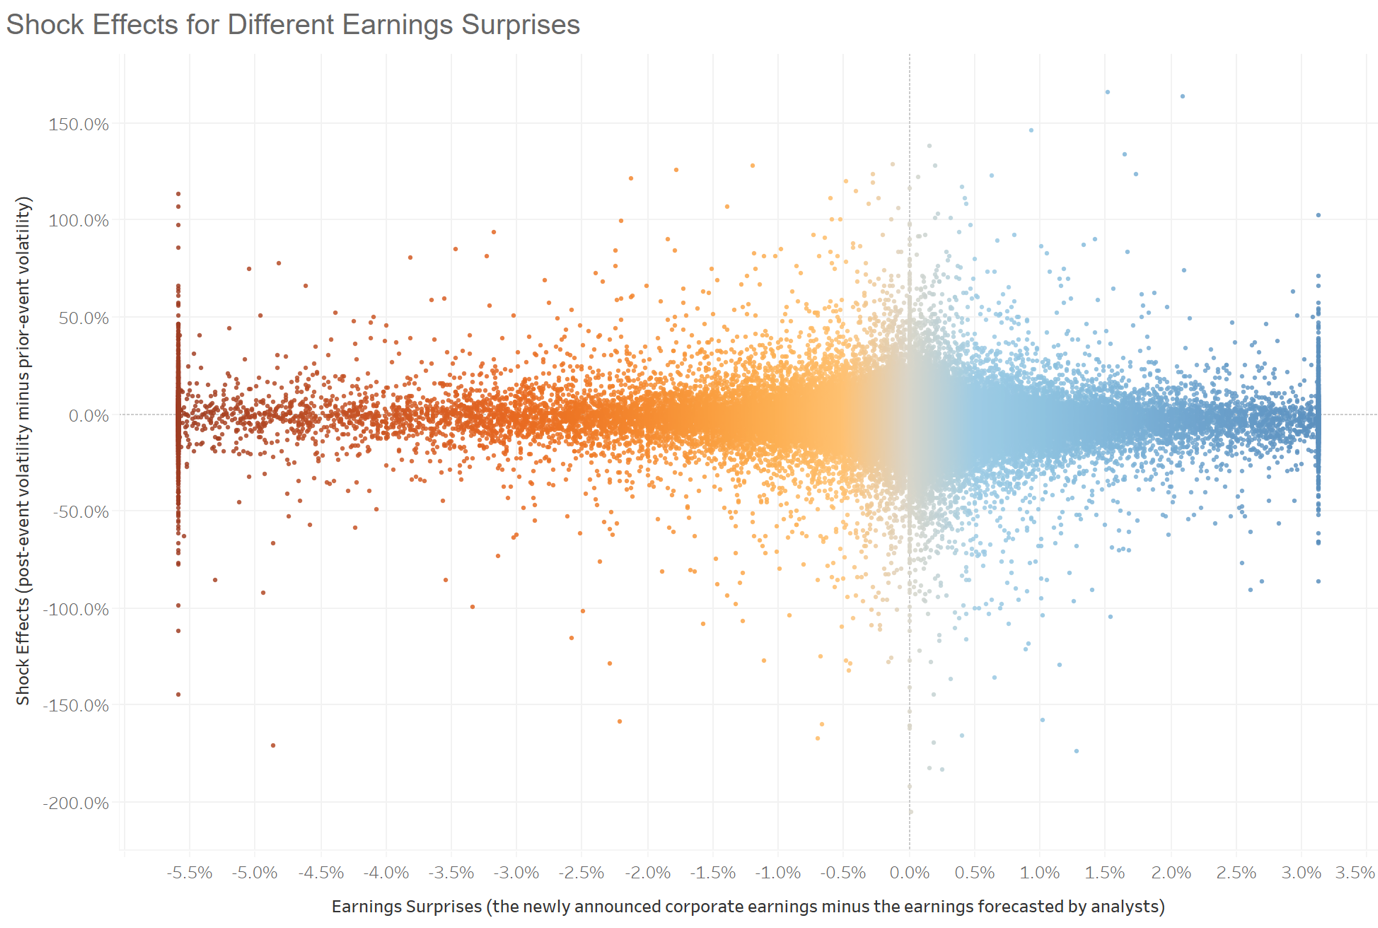 Shock Effects for Different Earnings Surprises
Shock Effects (post-event volatility minus prior-event volatility)
150.0%
100.0%
50.0%
0.0%
-50.0%
-100.0%
-150.0%
-200.0%
-5.5% -5.0% -4.5% -4.0% -3.5% -3.0% -2.5% -2.0% -1.5% -1.0% -0.5% 0.0% 0.5% 1.0% 1.5% 2.0% 2.5% 3.0% 3.5%
Earnings Surprises (the newly announced corporate earnings minus the earnings forecasted by analysts)